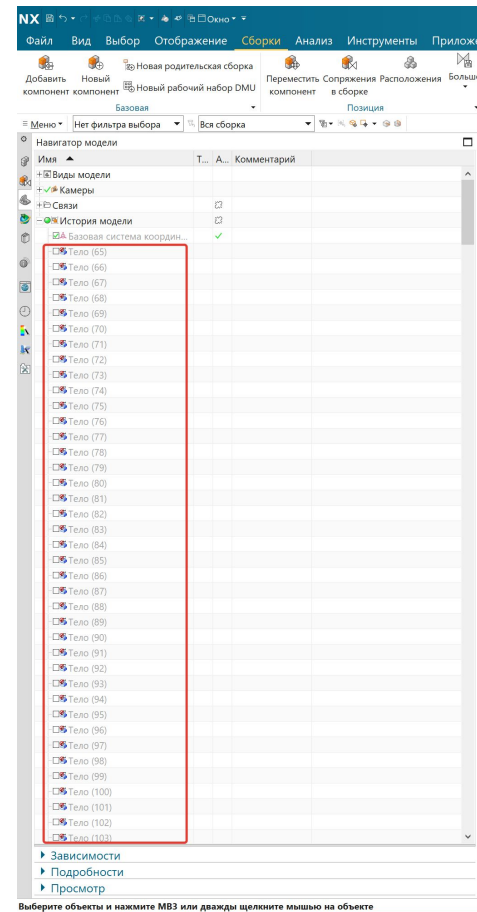 NX Окно
Файл Вид Выбор Отображение Сборки Анализ Инструменты Прилож
Добавить компонент Новый компонент Новая родительская сборка Новый рабочий набор DMU Переместить компонент Сопряжения в сборке Расположения Больш
Базовая Позиция
Меню Нет фильтра выбора Вся сборка
Навигатор модели
Имя Т... А... Комментарий
Виды модели
Камеры
Связи
История модели
Базовая система координ...
Тело (65)
Тело (66)
Тело (67)
Тело (68)
Тело (69)
Тело (70)
Тело (71)
Тело (72)
Тело (73)
Тело (74)
Тело (75)
Тело (76)
Тело (77)
Тело (78)
Тело (79)
Тело (80)
Тело (81)
Тело (82)
Тело (83)
Тело (84)
Тело (85)
Тело (86)
Тело (87)
Тело (88)
Тело (89)
Тело (90)
Тело (91)
Тело (92)
Тело (93)
Тело (94)
Тело (95)
Тело (96)
Тело (97)
Тело (98)
Тело (99)
Тело (100)
Тело (101)
Тело (102)
Тело (103)
Зависимости
Подробности
Просмотр
Выберите объекты и нажмите MB3 или дважды щелкните мышью на объекте